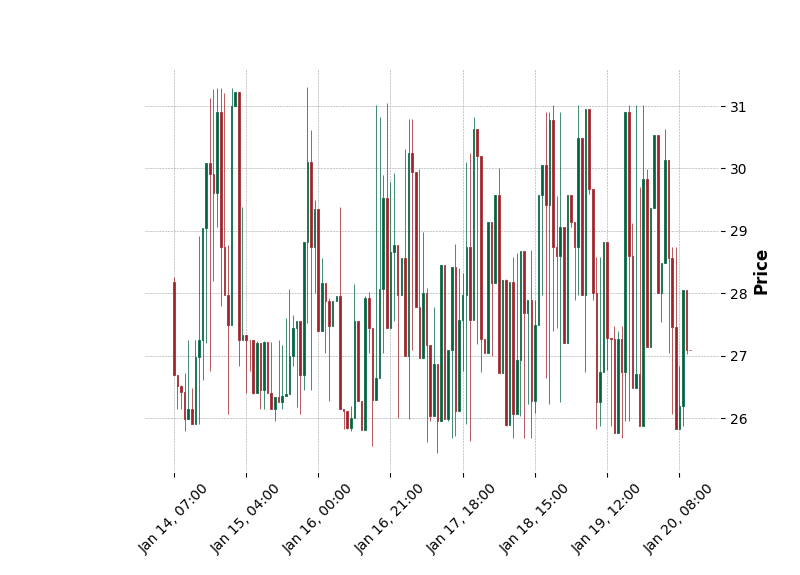 31
30
29
28
27
26
Price
Jan 14, 07:00
Jan 15, 04:00
Jan 16, 00:00
Jan 16, 21:00
Jan 17, 18:00
Jan 18, 15:00
Jan 19, 12:00
Jan 20, 08:00